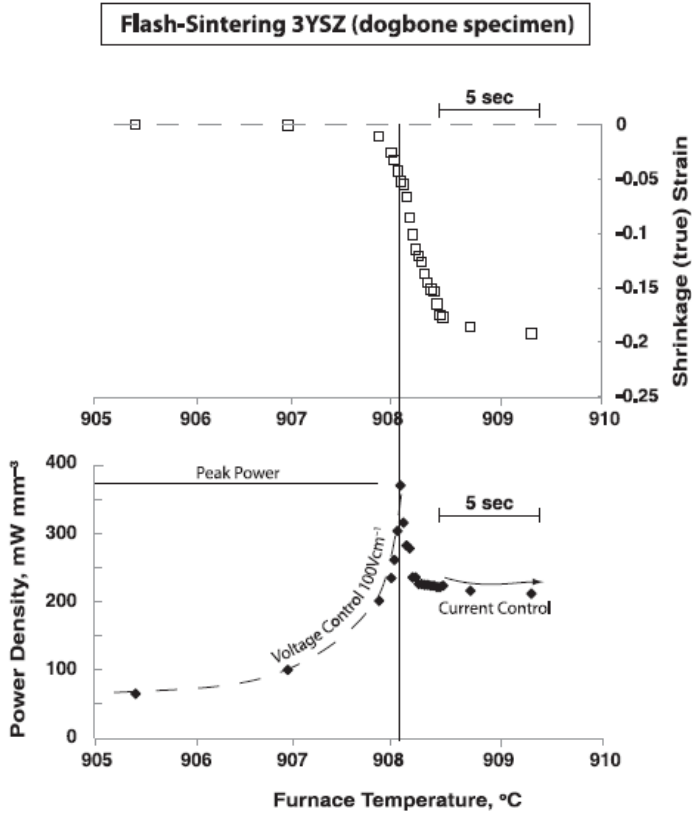 Flash-Sintering 3YSZ (dogbone specimen)
5 sec
0
−0.05
−0.1
−0.15
−0.2
−0.25
Shrinkage (true) Strain
905 906 907 908 909 910
400
300
200
100
0
Power Density, mW mm⁻³
Peak Power
Voltage Control 100Vcm⁻¹
5 sec
Current Control
905 906 907 908 909 910
Furnace Temperature, °C